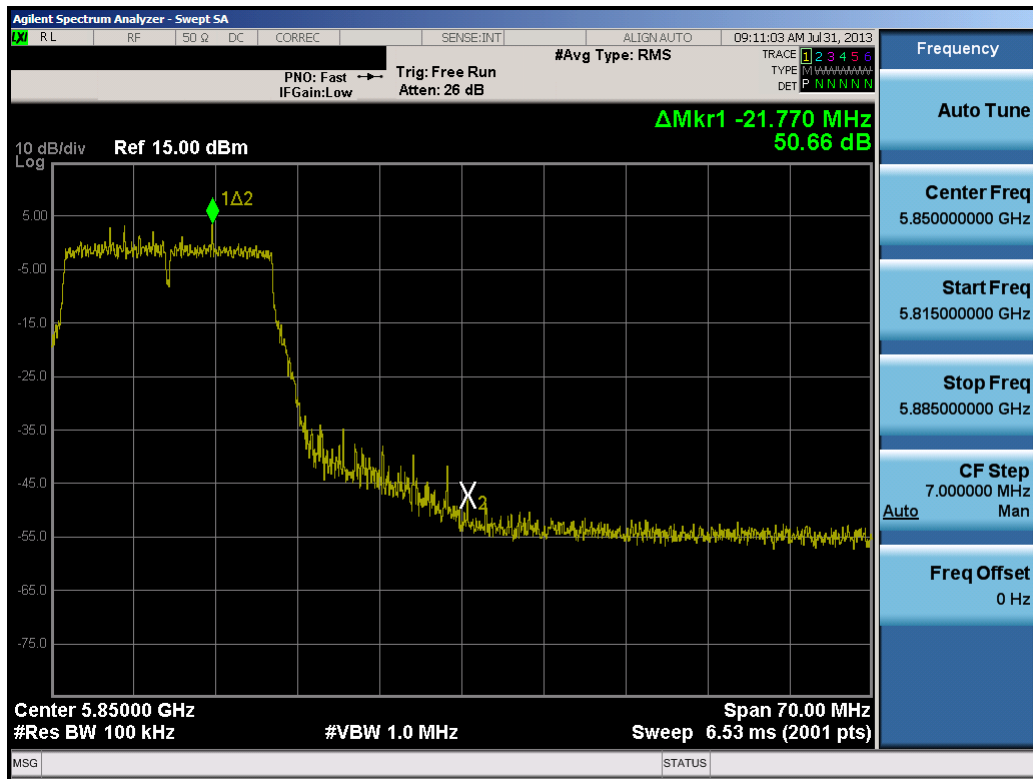 Agilent Spectrum Analyzer - Swept SA
LXI RL RF 50 Ω DC CORREC SENSE:INT ALIGN AUTO 09:11:03 AM Jul 31, 2013
#Avg Type: RMS TRACE 1 2 3 4 5 6
PNO: Fast Trig: Free Run TYPE M W W W W W
IFGain:Low Atten: 26 dB DET P N N N N N
ΔMkr1 -21.770 MHz
50.66 dB
10 dB/div Ref 15.00 dBm
Log
1Δ2
5.00
-5.00
-15.0
-25.0
-35.0
-45.0
X2
-55.0
-65.0
-75.0
Center 5.85000 GHz Span 70.00 MHz
#Res BW 100 kHz #VBW 1.0 MHz Sweep 6.53 ms (2001 pts)
MSG STATUS
Frequency
Auto Tune
Center Freq
5.850000000 GHz
Start Freq
5.815000000 GHz
Stop Freq
5.885000000 GHz
CF Step
7.000000 MHz
Auto Man
Freq Offset
0 Hz